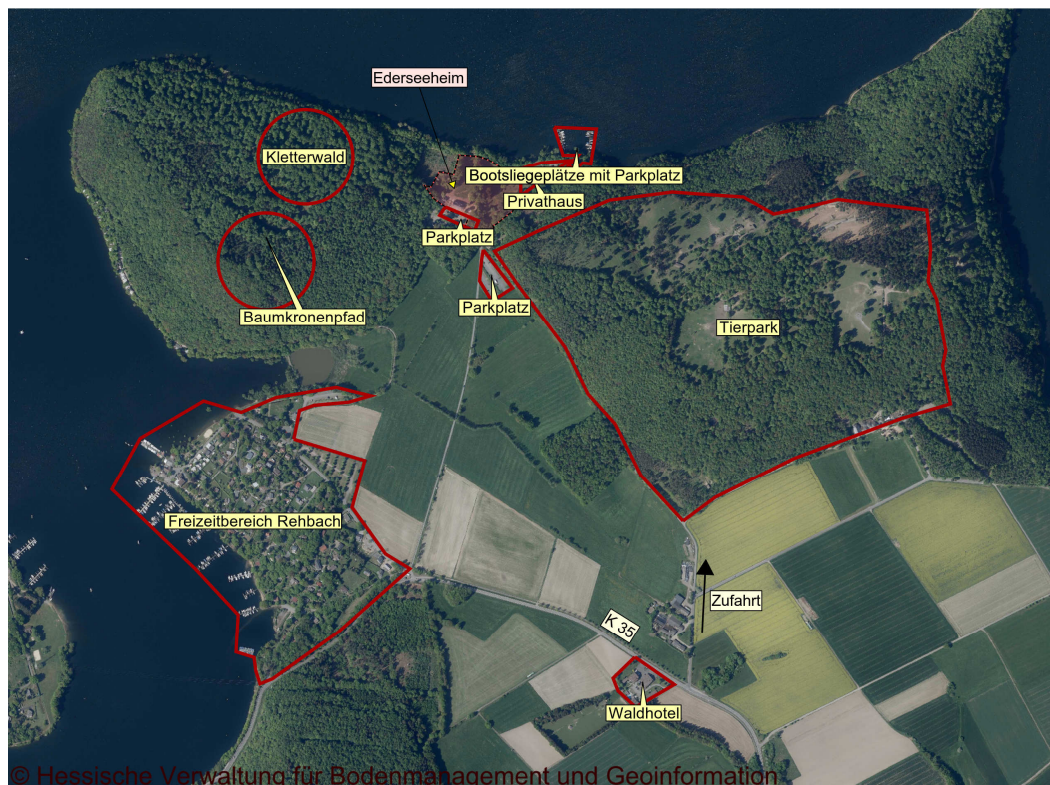 Ederseeheim
Kletterwald
Bootsliegeplätze mit Parkplatz
Privathaus
Parkplatz
Parkplatz
Baumkronenpfad
Tierpark
Freizeitbereich Rehbach
Zufahrt
K 35
Waldhotel
© Hessische Verwaltung für Bodenmanagement und Geoinformation